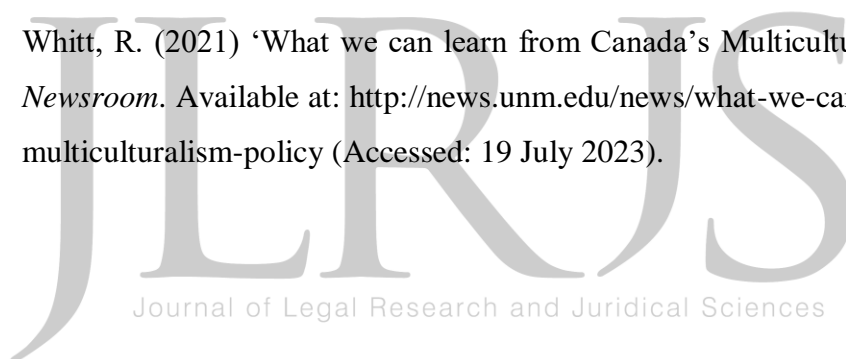 Whitt, R. (2021) ‘What we can learn from Canada’s Multicultu
Newsroom. Available at: http://news.unm.edu/news/what-we-ca
multiculturalism-policy (Accessed: 19 July 2023).
JLRJS
Journal of Legal Research and Juridical Sciences